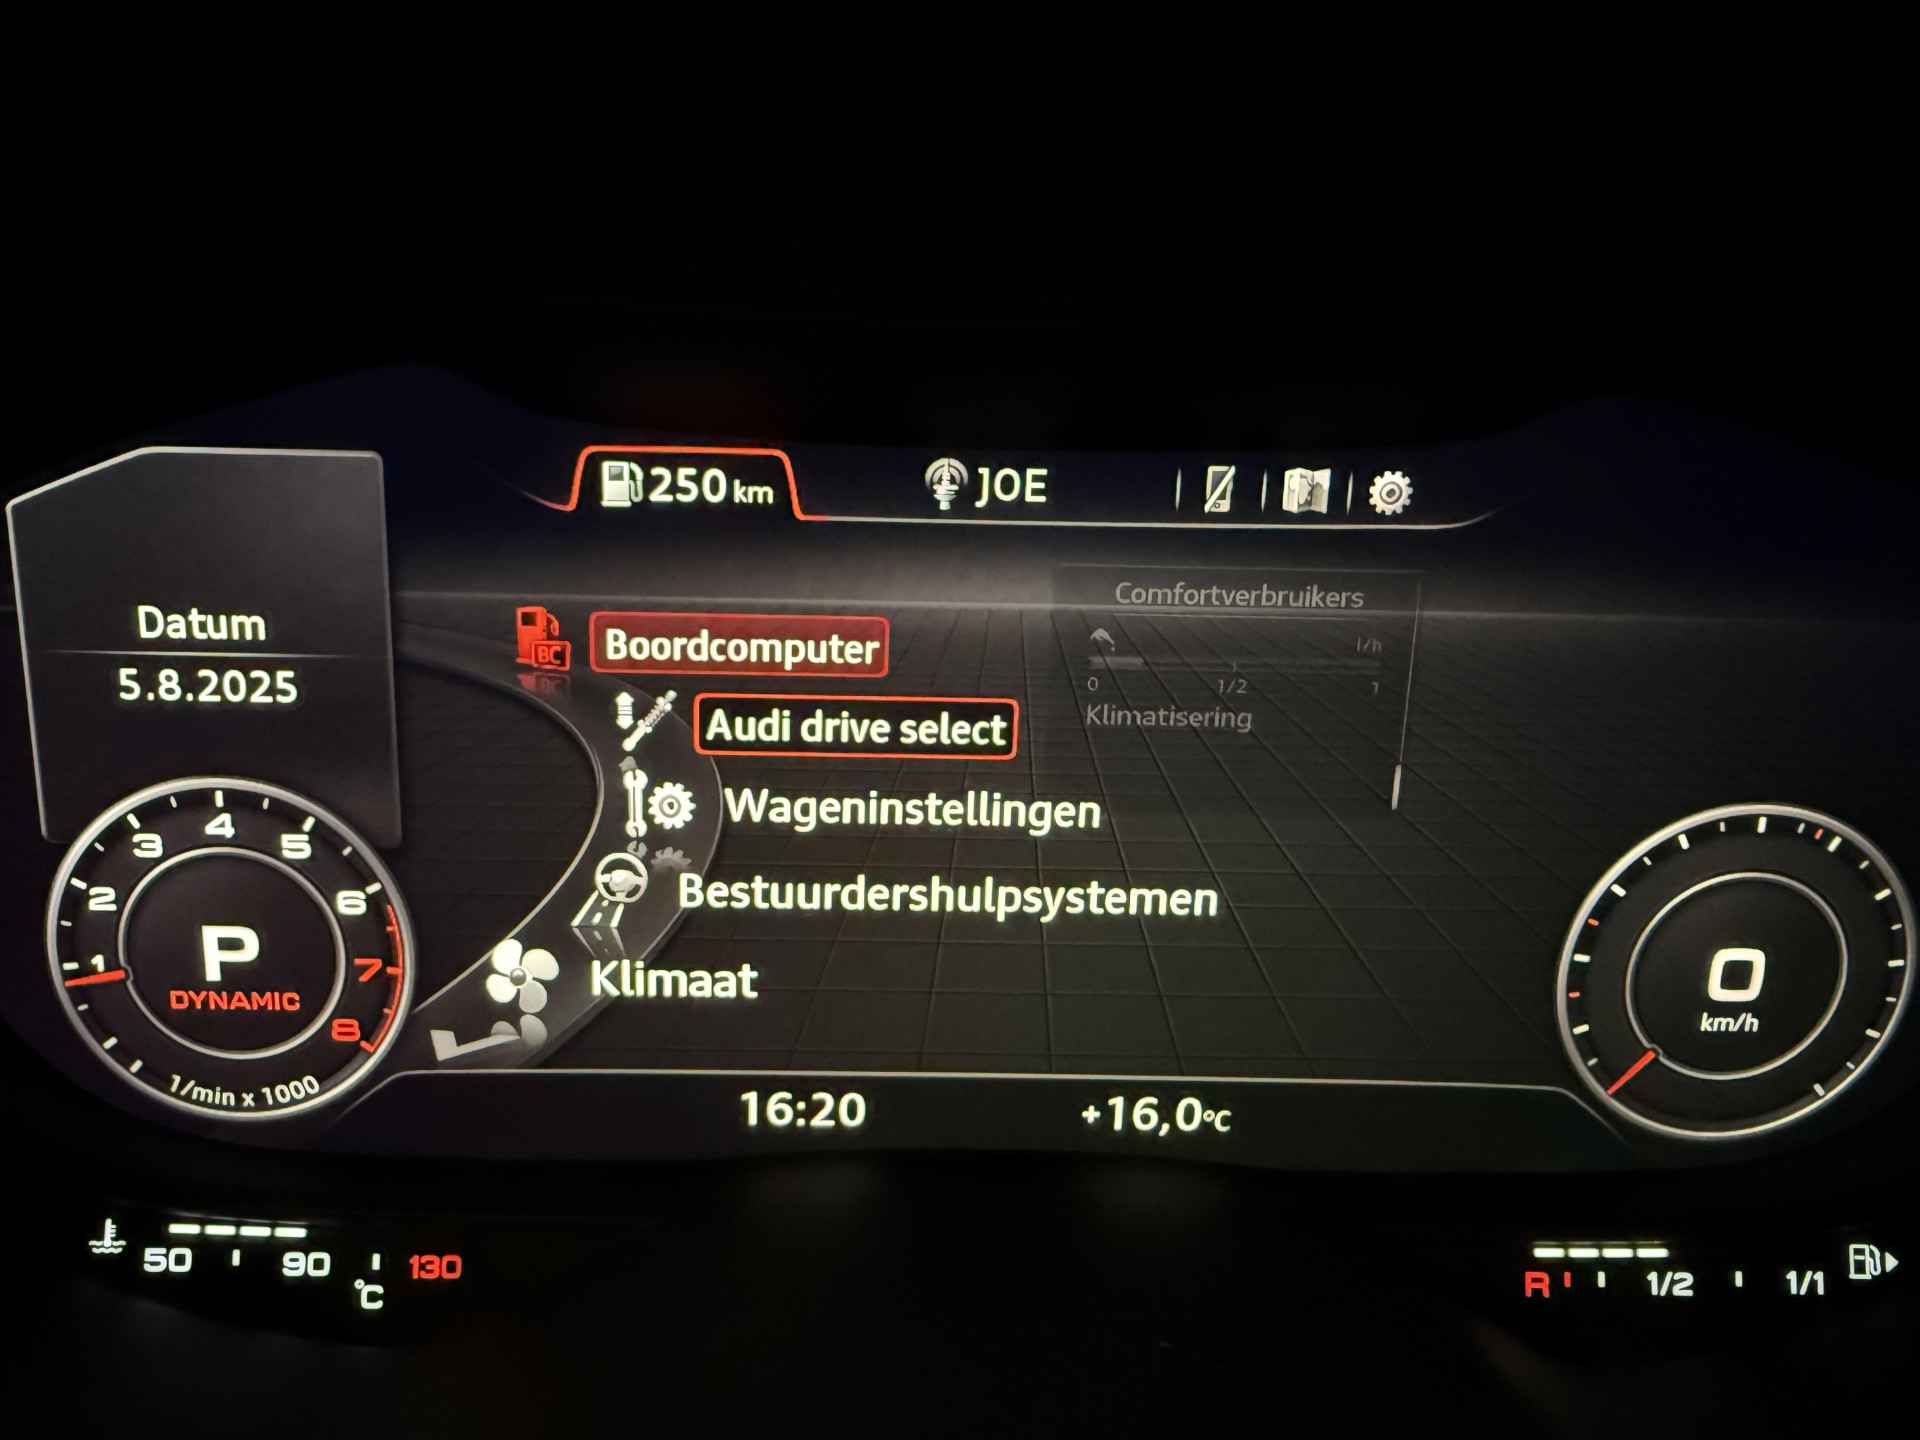 250 km
JOE
Datum
5.8.2025
Comfortverbruikers
l/h
0 1/2 1
Klimatisering
Boordcomputer
BC
Audi drive select
Wageninstellingen
Bestuurdershulpsystemen
Klimaat
1 2 3 4 5 6 7 8
P
DYNAMIC
1/min x 1000
0
km/h
16:20
+16,0°C
50 90 130
°C
R 1/2 1/1